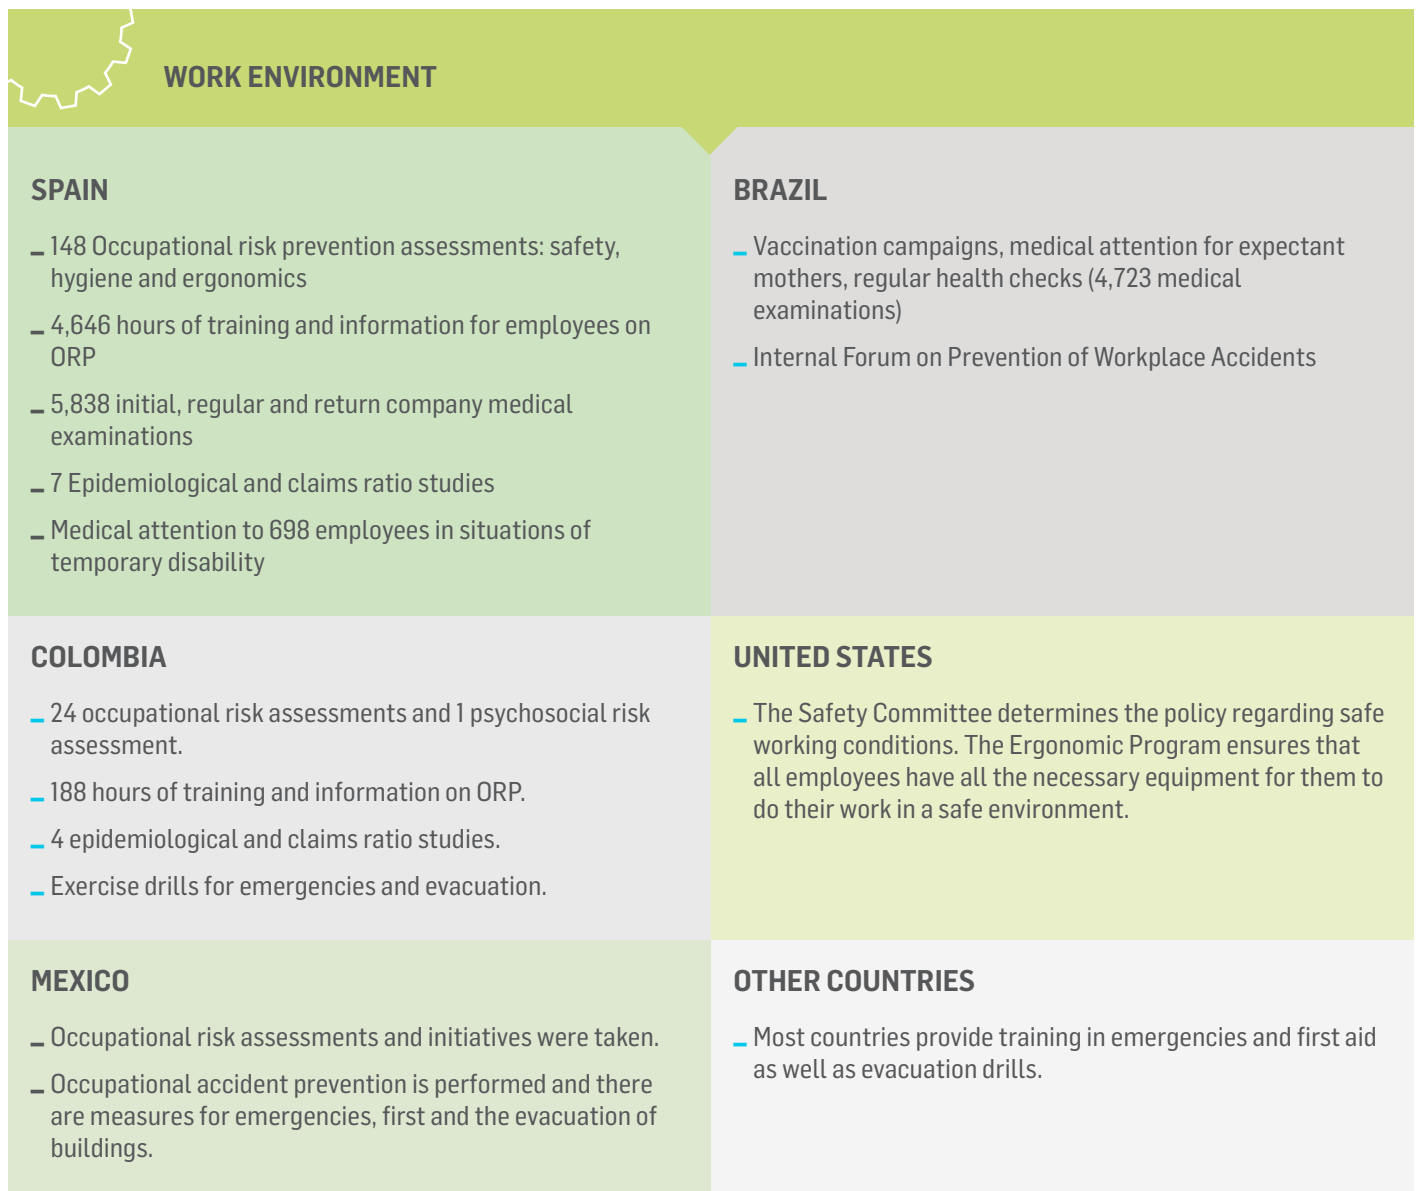 WORK ENVIRONMENT
SPAIN
148 Occupational risk prevention assessments: safety,
hygiene and ergonomics
4,646 hours of training and information for employees on
ORP
5,838 initial, regular and return company medical
examinations
7 Epidemiological and claims ratio studies
Medical attention to 698 employees in situations of
temporary disability
BRAZIL
Vaccination campaigns, medical attention for expectant
mothers, regular health checks (4,723 medical
examinations)
Internal Forum on Prevention of Workplace Accidents
COLOMBIA
24 occupational risk assessments and 1 psychosocial risk
assessment.
188 hours of training and information on ORP.
4 epidemiological and claims ratio studies.
Exercise drills for emergencies and evacuation.
UNITED STATES
The Safety Committee determines the policy regarding safe
working conditions. The Ergonomic Program ensures that
all employees have all the necessary equipment for them to
do their work in a safe environment.
MEXICO
Occupational risk assessments and initiatives were taken.
Occupational accident prevention is performed and there
are measures for emergencies, first and the evacuation of
buildings.
OTHER COUNTRIES
Most countries provide training in emergencies and first aid
as well as evacuation drills.